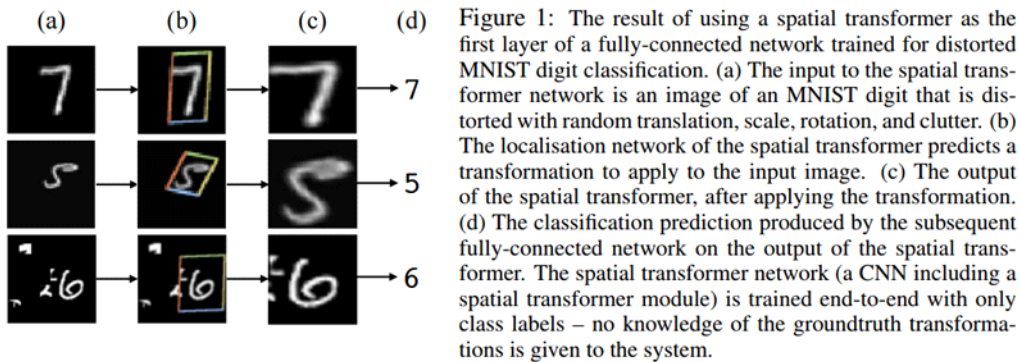 (a) (b) (c) (d)
7
5
6
Figure 1: The result of using a spatial transformer as the
first layer of a fully-connected network trained for distorted
MNIST digit classification. (a) The input to the spatial trans-
former network is an image of an MNIST digit that is dis-
torted with random translation, scale, rotation, and clutter. (b)
The localisation network of the spatial transformer predicts a
transformation to apply to the input image. (c) The output
of the spatial transformer, after applying the transformation.
(d) The classification prediction produced by the subsequent
fully-connected network on the output of the spatial trans-
former. The spatial transformer network (a CNN including a
spatial transformer module) is trained end-to-end with only
class labels – no knowledge of the groundtruth transforma-
tions is given to the system.